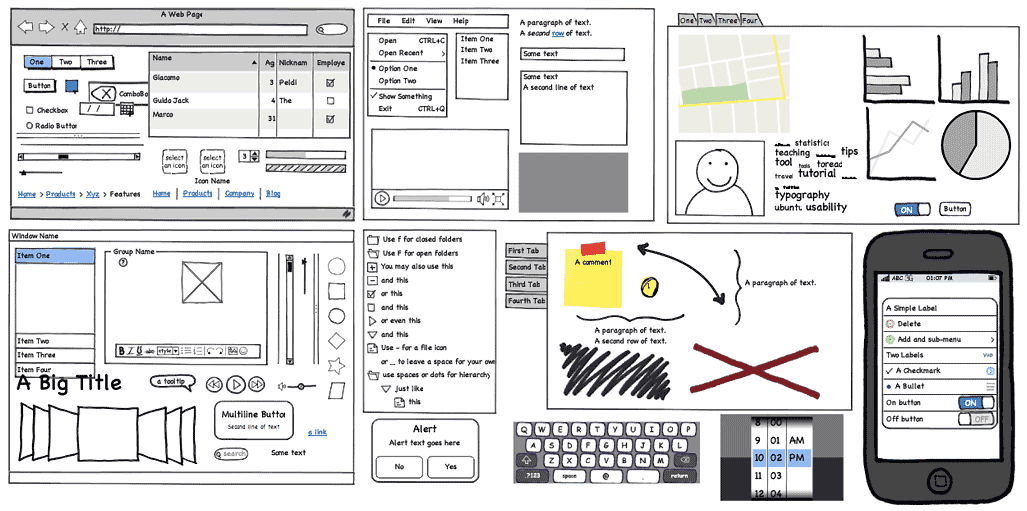 A Web Page
http://
One Two Three
Button
ComboBo
Checkbox
/ /
Radio Button
Name Ag Nicknam Employe
Giacomo 3 Peldi
Guido Jack 4 The
Marco 31
select an icon
select an icon
Icon Name
3
Home > Products > Xyz > Features
Home Products Company Blog
File Edit View Help
Open CTRL+C
Open Recent >
Option One
Option Two
Show Something
Exit CTRL+Q
Item One
Item Two
Item Three
A paragraph of text.
A second row of text.
Some text
Some text
A second line of text
One Two Three Four
statistic
teaching
tips
tool
tools
toread
travel
tutorial
typography
ubuntu usability
ON
Button
Window Name
Item One
Item Two
Item Three
Item Four
Group Name
?
B I U abc style
A Big Title
a tooltip
Multiline Button
Second line of text
a link
search
Some text
Use f for closed folders
Use F for open folders
You may also use this
and this
or this
and this
or even this
and this
Use - for a file icon
or _ to leave a space for your own
use spaces or dots for hierarchy
just like
this
Alert
Alert text goes here
No Yes
First Tab
Second Tab
Third Tab
Fourth Tab
A comment
A paragraph of text.
A paragraph of text.
A second row of text.
Q W E R T Y U I O P
A S D F G H J K L
Z X C V B N M
.?123 space @ . return
8 00
9 01 AM
10 02 PM
11 03
12 04
ABC 3G 01:07 PM
A Simple Label
Delete
Add and sub-menu
Two Labels
A Checkmark
A Bullet
On button ON
Off button OFF